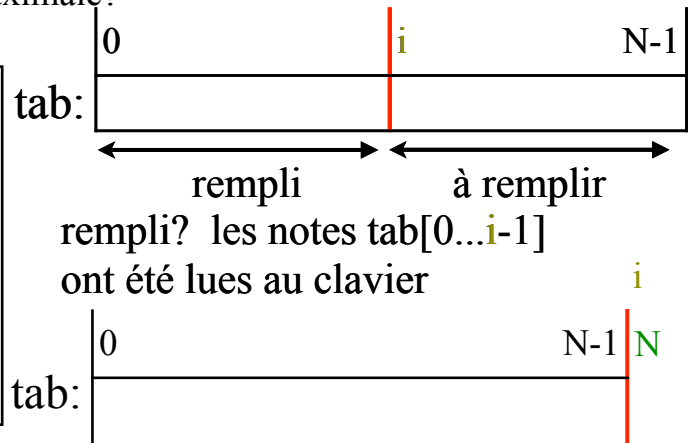 aximale?
0 i N-1
tab:
rempli à remplir
rempli? les notes tab[0...i-1]
ont été lues au clavier
i
0 N-1 N
tab: